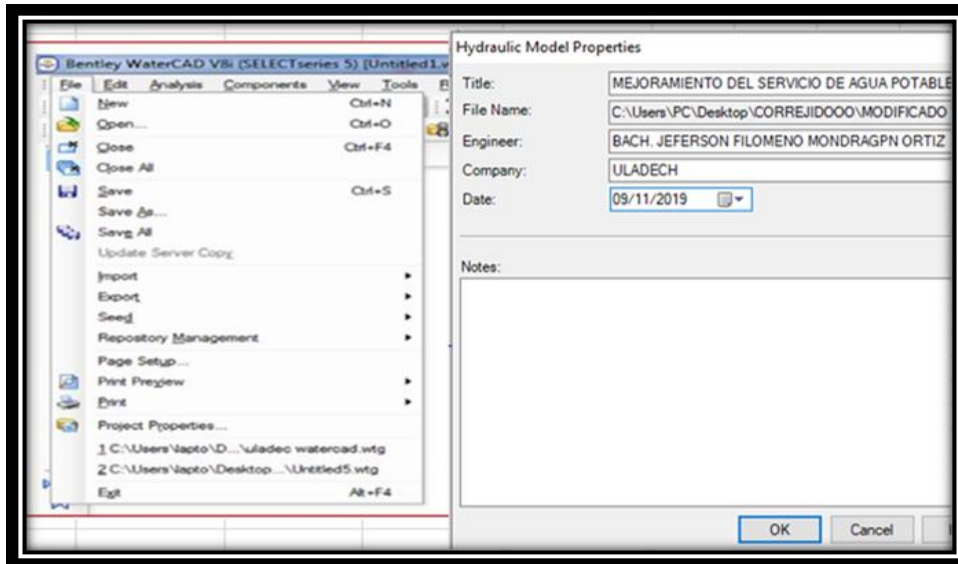 Bentley WaterCAD V8i (SELECTseries 5) [Untitled1.w
File Edit Analysis Components View Tools
New Ctrl+N
Open... Ctrl+O
Close Ctrl+F4
Close All
Save Ctrl+S
Save As...
Save All
Update Server Copy
Import
Export
Seed
Repository Management
Page Setup...
Print Preview
Print
Project Properties...
1 C:\Users\lapto\D...\uladec watercad.wtg
2 C:\Users\lapto\Desktop...\Untitled5.wtg
Exit Alt+F4
Hydraulic Model Properties
Title: MEJORAMIENTO DEL SERVICIO DE AGUA POTABLE
File Name: C:\Users\PC\Desktop\CORREJIDOOO\MODIFICADO
Engineer: BACH. JEFERSON FILOMENO MONDRAGPN ORTIZ
Company: ULADECH
Date: 09/11/2019
Notes:
OK Cancel